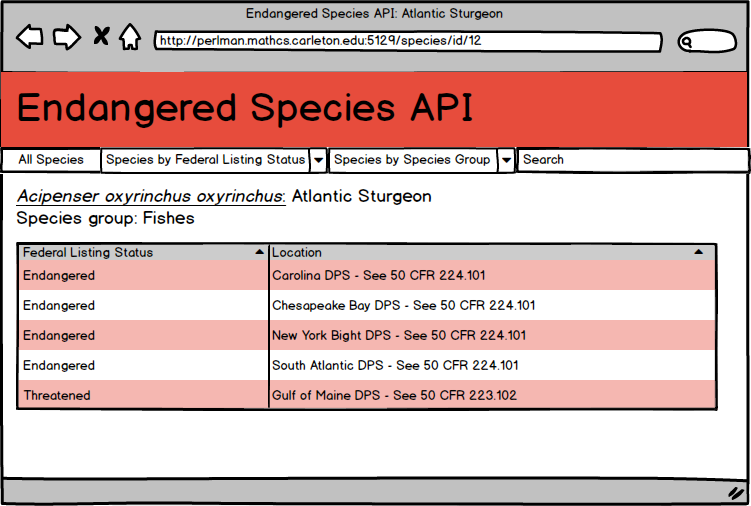 Endangered Species API: Atlantic Sturgeon
http://perlman.mathcs.carleton.edu:5129/species/id/12
Endangered Species API
All Species Species by Federal Listing Status Species by Species Group Search
Acipenser oxyrinchus oxyrinchus: Atlantic Sturgeon
Species group: Fishes
Federal Listing Status Location
Endangered Carolina DPS - See 50 CFR 224.101
Endangered Chesapeake Bay DPS - See 50 CFR 224.101
Endangered New York Bight DPS - See 50 CFR 224.101
Endangered South Atlantic DPS - See 50 CFR 224.101
Threatened Gulf of Maine DPS - See 50 CFR 223.102